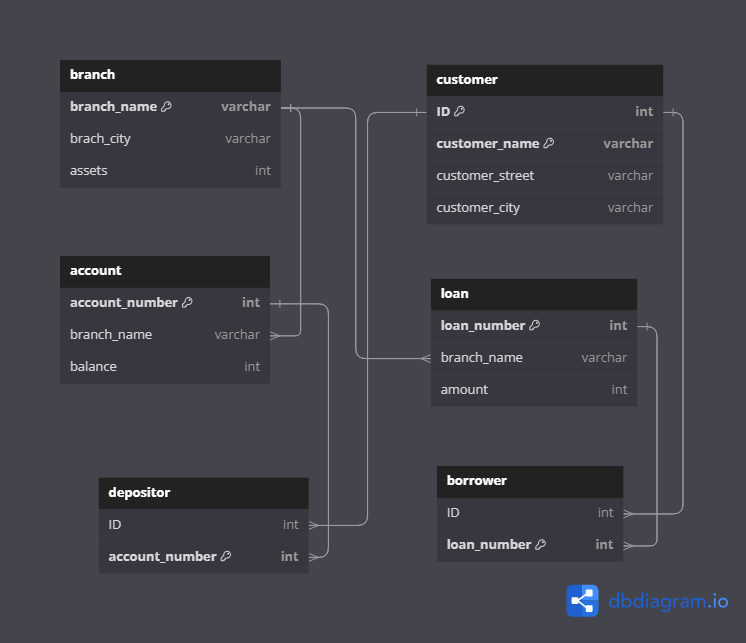 branch
branch_name varchar
brach_city varchar
assets int
customer
ID int
customer_name varchar
customer_street varchar
customer_city varchar
account
account_number int
branch_name varchar
balance int
loan
loan_number int
branch_name varchar
amount int
depositor
ID int
account_number int
borrower
ID int
loan_number int
dbdiagram.io